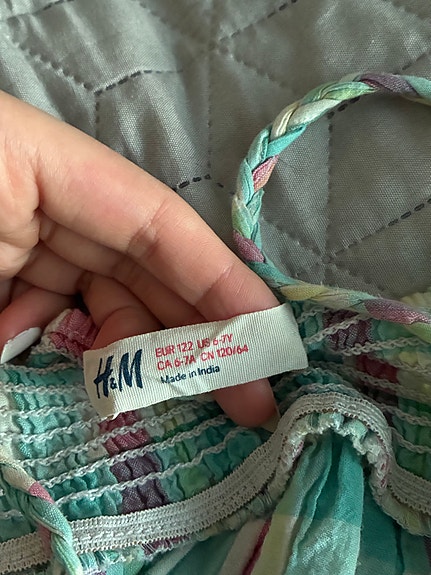 H&M
EUR 122 US 6-7Y
CA 6-7A CN 120/64
Made in India